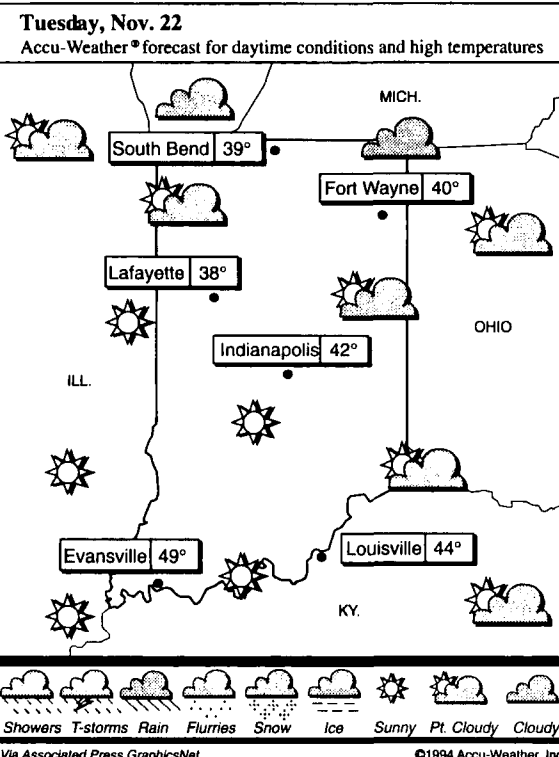 Tuesday, Nov. 22
Accu-Weather® forecast for daytime conditions and high temperatures
MICH.
South Bend 39°
Fort Wayne 40°
Lafayette 38°
OHIO
Indianapolis 42°
ILL.
Evansville 49°
Louisville 44°
KY.
Showers T-storms Rain Flurries Snow Ice Sunny Pt. Cloudy Cloudy
Via Associated Press GraphicsNet ©1994 Accu-Weather, Inc